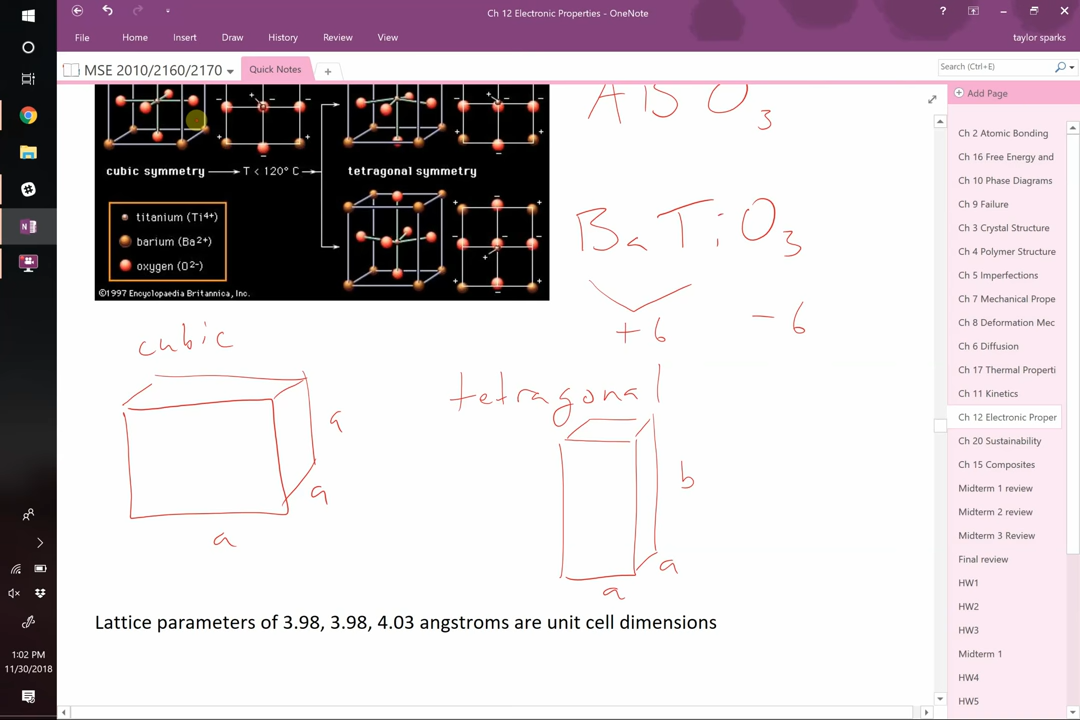 Ch 12 Electronic Properties - OneNote
?
File Home Insert Draw History Review View
taylor sparks
MSE 2010/2160/2170
Quick Notes
+
Search (Ctrl+E)
Add Page
Ch 2 Atomic Bonding
Ch 16 Free Energy and
Ch 10 Phase Diagrams
Ch 9 Failure
Ch 3 Crystal Structure
Ch 4 Polymer Structure
Ch 5 Imperfections
Ch 7 Mechanical Prope
Ch 8 Deformation Mec
Ch 6 Diffusion
Ch 17 Thermal Properti
Ch 11 Kinetics
Ch 12 Electronic Proper
Ch 20 Sustainability
Ch 15 Composites
Midterm 1 review
Midterm 2 review
Midterm 3 Review
Final review
HW1
HW2
HW3
Midterm 1
HW4
HW5
cubic symmetry T < 120° C tetragonal symmetry
titanium (Ti4+)
barium (Ba2+)
oxygen (O2-)
©1997 Encyclopaedia Britannica, Inc.
ABO3
BaTiO3
+6 -6
cubic
a
a
a
tetragonal
b
a
a
Lattice parameters of 3.98, 3.98, 4.03 angstroms are unit cell dimensions
1:02 PM
11/30/2018